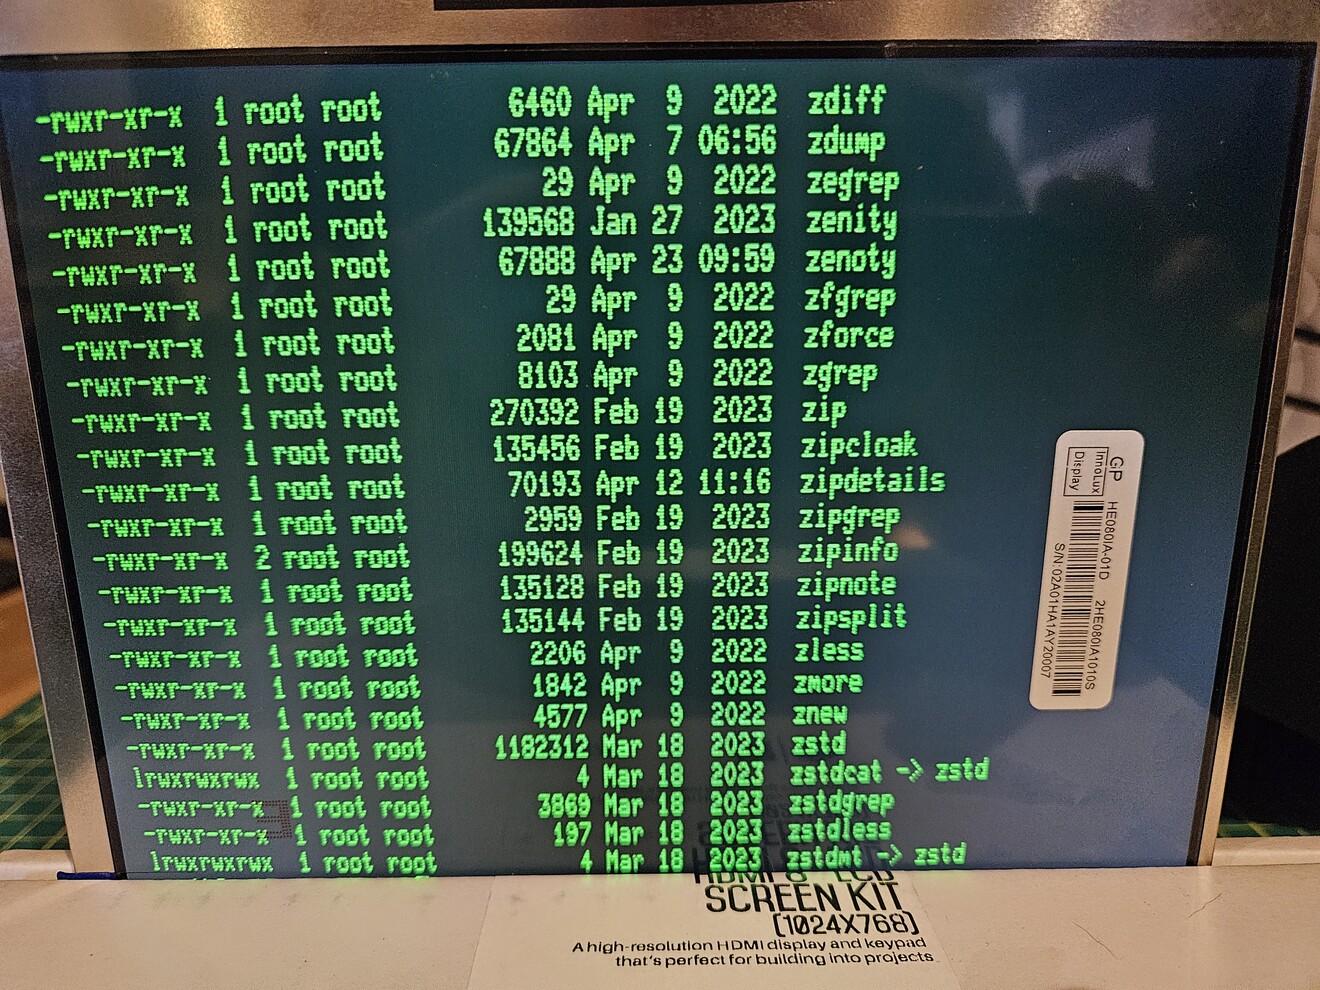 -rwxr-xr-x 1 root root 6460 Apr 9 2022 zdiff
-rwxr-xr-x 1 root root 67864 Apr 7 06:56 zdump
-rwxr-xr-x 1 root root 29 Apr 9 2022 zegrep
-rwxr-xr-x 1 root root 139568 Jan 27 2023 zenity
-rwxr-xr-x 1 root root 67888 Apr 23 09:59 zenoty
-rwxr-xr-x 1 root root 29 Apr 9 2022 zfgrep
-rwxr-xr-x 1 root root 2081 Apr 9 2022 zforce
-rwxr-xr-x 1 root root 8103 Apr 9 2022 zgrep
-rwxr-xr-x 1 root root 270392 Feb 19 2023 zip
-rwxr-xr-x 1 root root 135456 Feb 19 2023 zipcloak
-rwxr-xr-x 1 root root 70193 Apr 12 11:16 zipdetails
-rwxr-xr-x 1 root root 2959 Feb 19 2023 zipgrep
-rwxr-xr-x 2 root root 199624 Feb 19 2023 zipinfo
-rwxr-xr-x 1 root root 135128 Feb 19 2023 zipnote
-rwxr-xr-x 1 root root 135144 Feb 19 2023 zipsplit
-rwxr-xr-x 1 root root 2206 Apr 9 2022 zless
-rwxr-xr-x 1 root root 1842 Apr 9 2022 zmore
-rwxr-xr-x 1 root root 4577 Apr 9 2022 znew
-rwxr-xr-x 1 root root 1182312 Mar 18 2023 zstd
lrwxrwxrwx 1 root root 4 Mar 18 2023 zstdcat -> zstd
-rwxr-xr-x 1 root root 3869 Mar 18 2023 zstdgrep
-rwxr-xr-x 1 root root 197 Mar 18 2023 zstdless
lrwxrwxrwx 1 root root 4 Mar 18 2023 zstdmt -> zstd
GP
InnoLux
Display
HE080IA-01D 2HE080IA1010S
S/N:02A01HA1AY20007
HDMI 8" LCD
SCREEN KIT
(1024X768)
A high-resolution HDMI display and keypad
that's perfect for building into projects